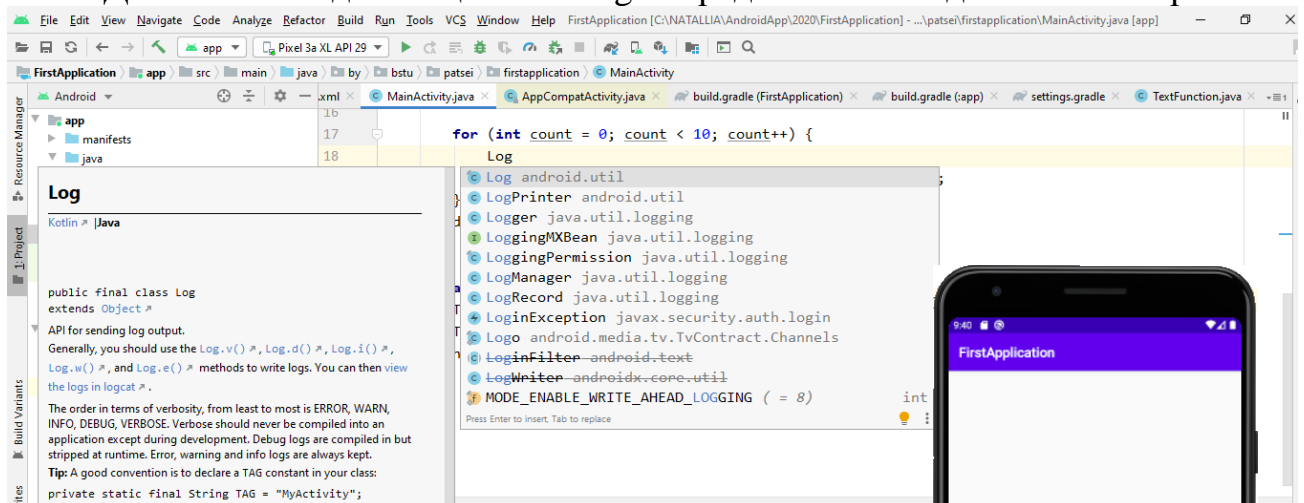 File Edit View Navigate Code Analyze Refactor Build Run Tools VCS Window Help FirstApplication [C:\NATALLIA\AndroidApp\2020\FirstApplication] - ...\patsei\firstapplication\MainActivity.java [app]
app Pixel 3a XL API 29
FirstApplication app src main java by bstu patsei firstapplication MainActivity
Android .xml MainActivity.java AppCompatActivity.java build.gradle (FirstApplication) build.gradle (:app) settings.gradle TextFunction.java
Resource Manager
1: Project
Build Variants
app
manifests
java
16
17 for (int count = 0; count < 10; count++) {
18 Log
Log
Kotlin |Java
public final class Log
extends Object
API for sending log output.
Generally, you should use the Log.v(), Log.d(), Log.i(),
Log.w(), and Log.e() methods to write logs. You can then view
the logs in logcat.
The order in terms of verbosity, from least to most is ERROR, WARN,
INFO, DEBUG, VERBOSE. Verbose should never be compiled into an
application except during development. Debug logs are compiled in but
stripped at runtime. Error, warning and info logs are always kept.
Tip: A good convention is to declare a TAG constant in your class:
private static final String TAG = "MyActivity";
Log android.util
LogPrinter android.util
Logger java.util.logging
LoggingMXBean java.util.logging
LoggingPermission java.util.logging
LogManager java.util.logging
LogRecord java.util.logging
LoginException javax.security.auth.login
Logo android.media.tv.TvContract.Channels
LoginFilter android.text
LogWriter androidx.core.util
MODE_ENABLE_WRITE_AHEAD_LOGGING ( = 8) int
Press Enter to insert, Tab to replace
9:40
FirstApplication